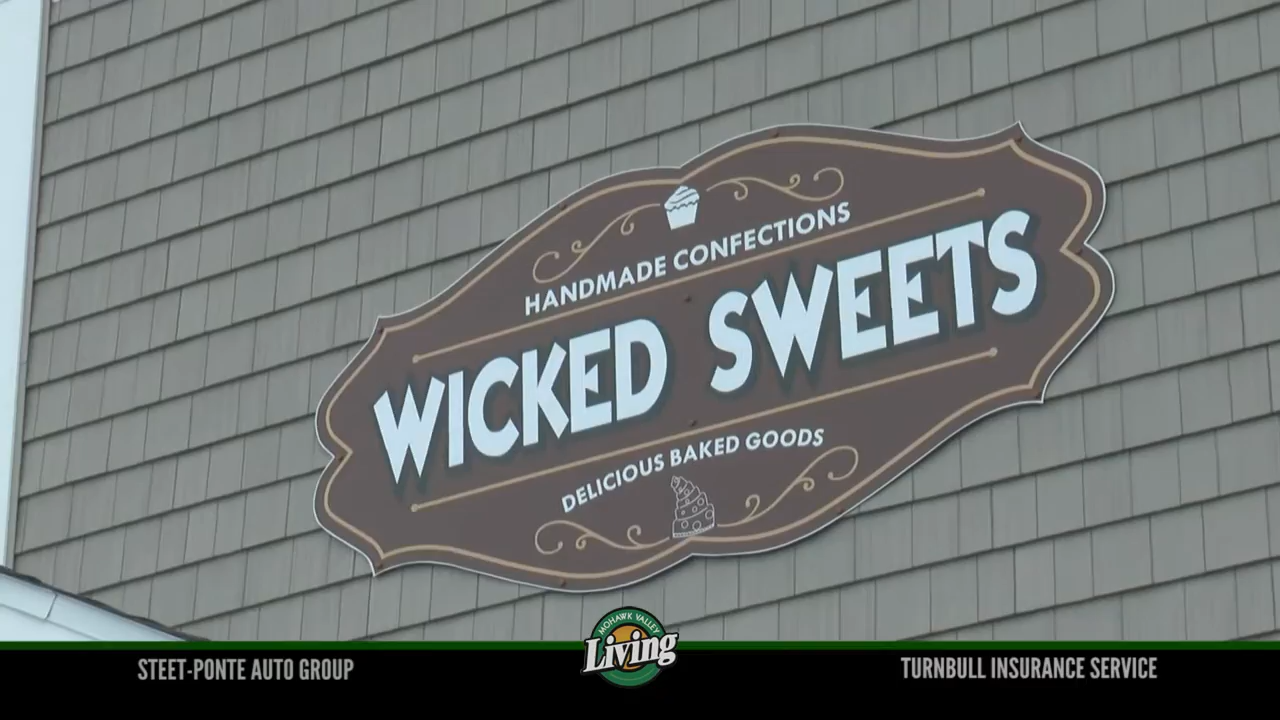 HANDMADE CONFECTIONS
WICKED SWEETS
DELICIOUS BAKED GOODS
MOHAWK VALLEY
Living
STEET-PONTE AUTO GROUP
TURNBULL INSURANCE SERVICE